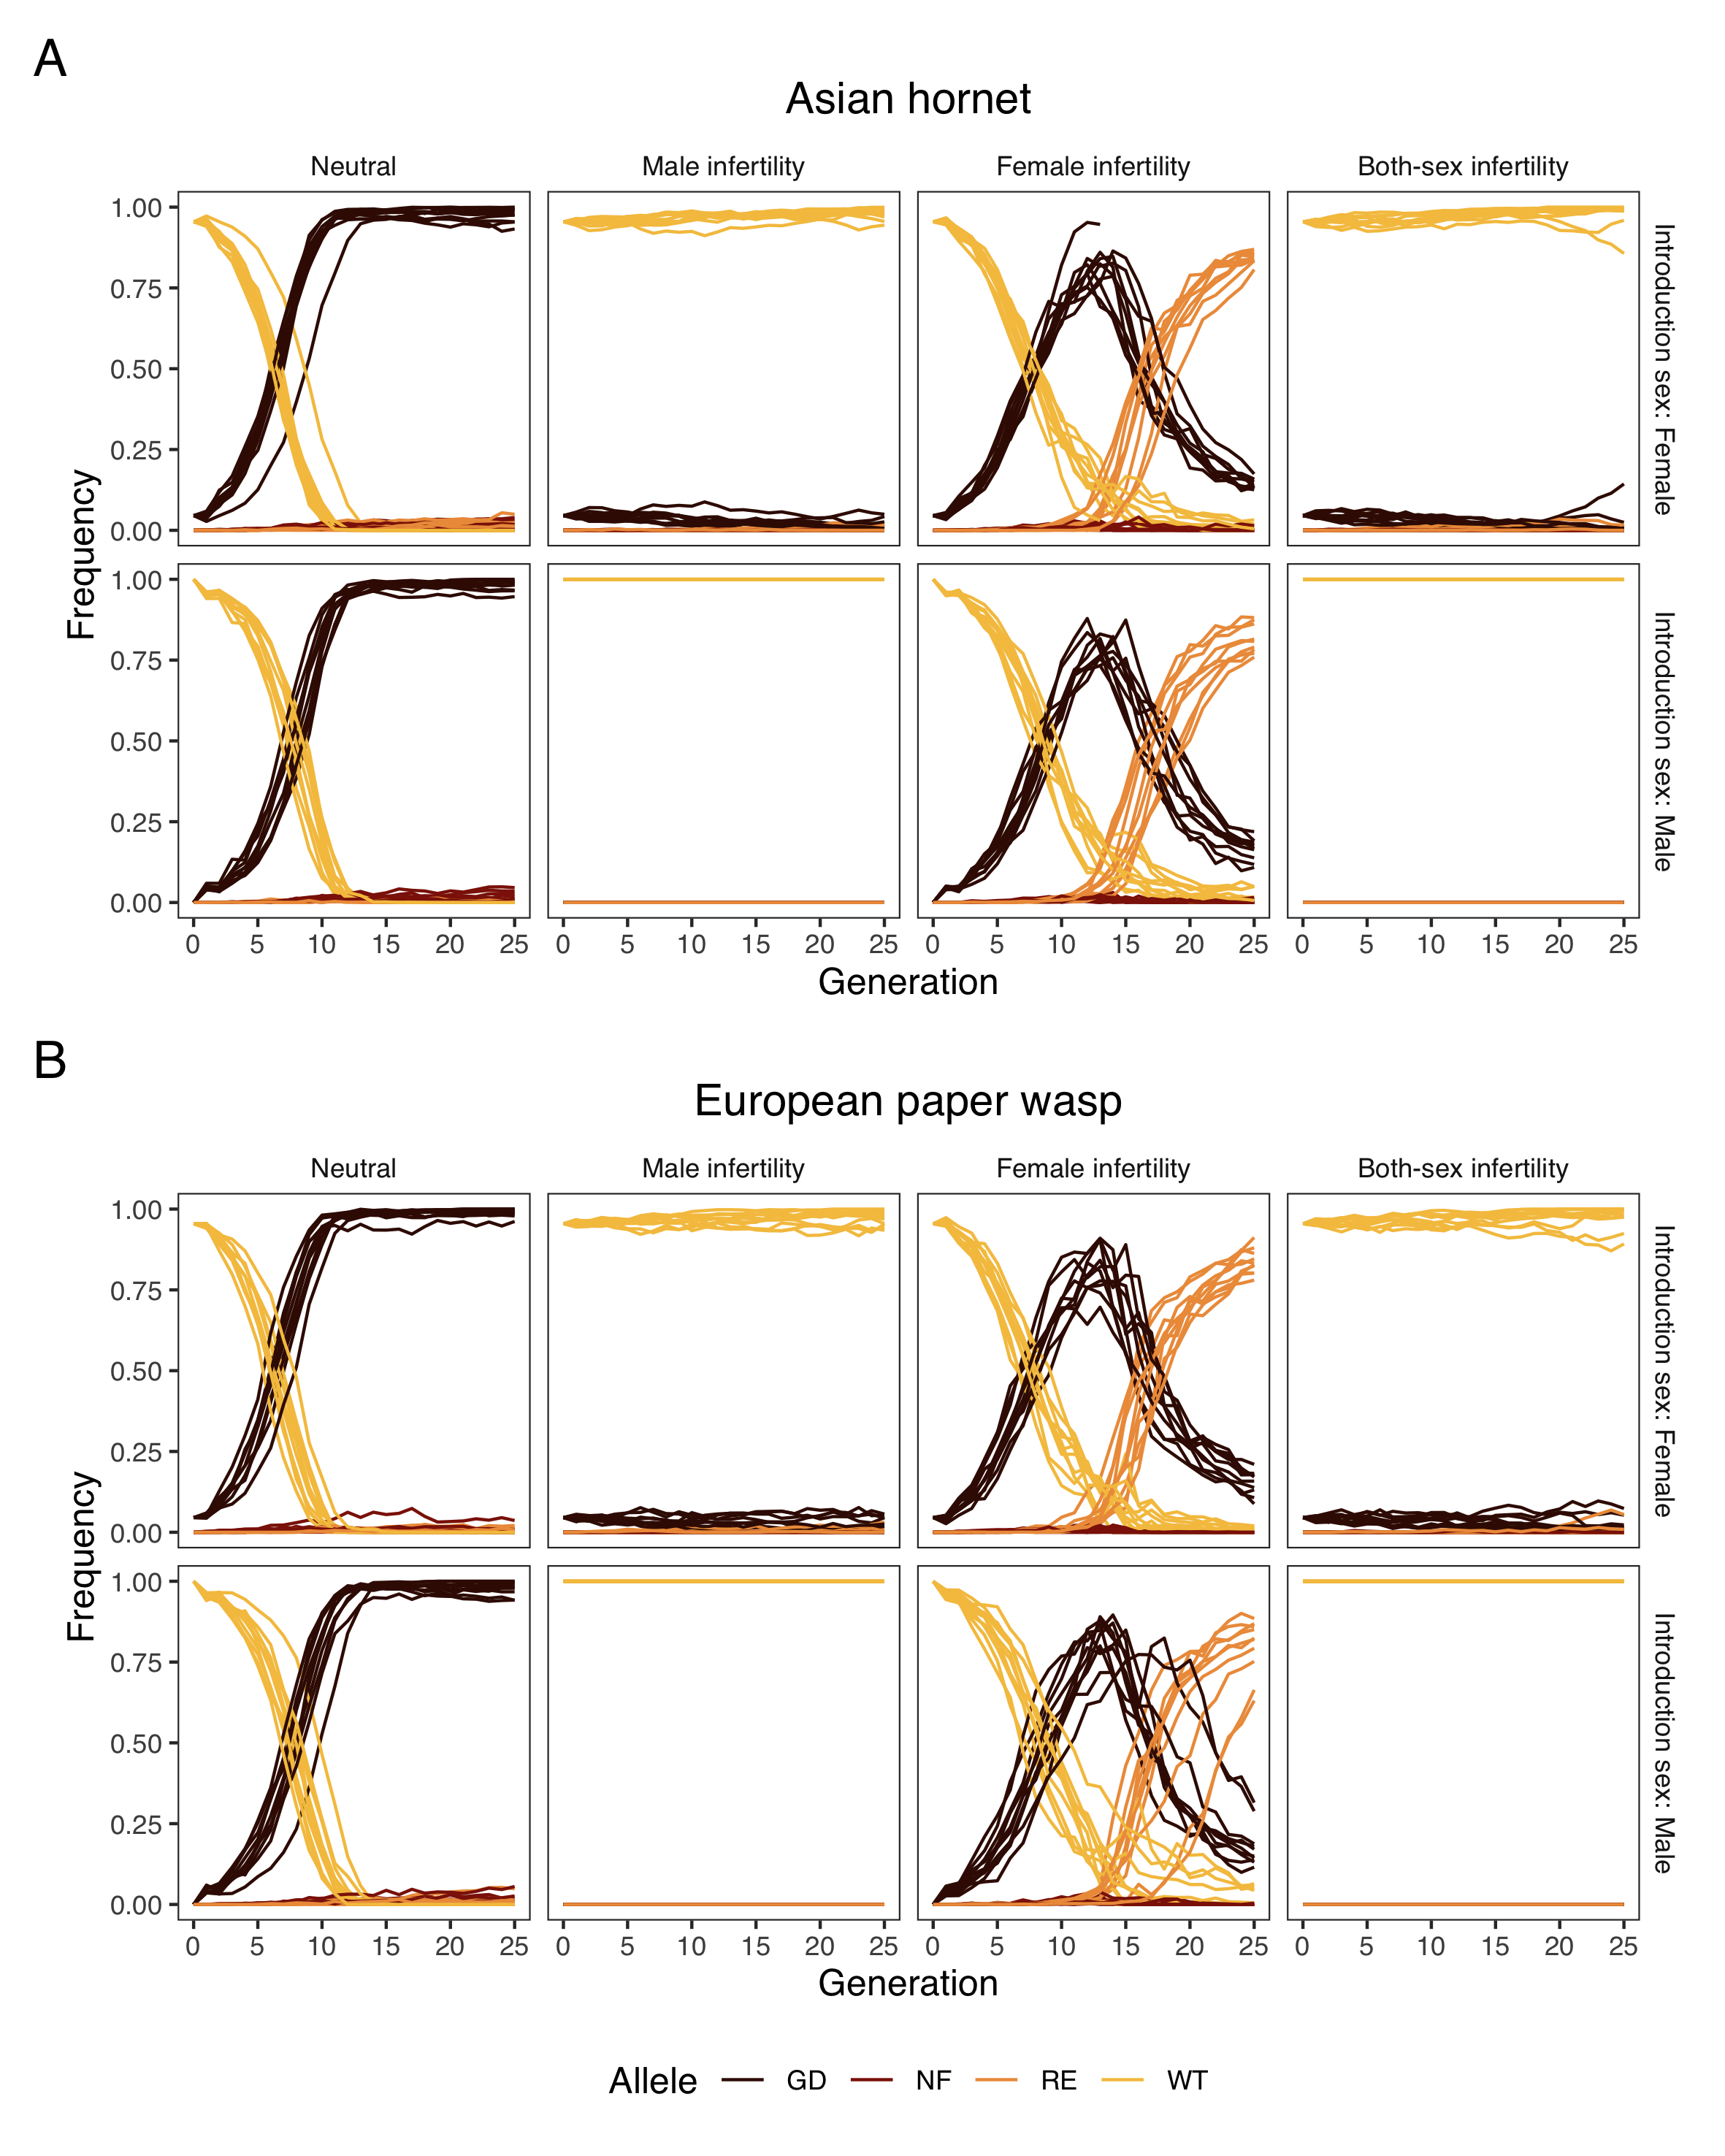 A
Asian hornet
Neutral Male infertility Female infertility Both-sex infertility
1.00
0.75
0.50
0.25
0.00
Introduction sex: Female
Frequency
1.00
0.75
0.50
0.25
0.00
Introduction sex: Male
0 5 10 15 20 25 0 5 10 15 20 25 0 5 10 15 20 25 0 5 10 15 20 25
Generation
B
European paper wasp
Neutral Male infertility Female infertility Both-sex infertility
1.00
0.75
0.50
0.25
0.00
Introduction sex: Female
Frequency
1.00
0.75
0.50
0.25
0.00
Introduction sex: Male
0 5 10 15 20 25 0 5 10 15 20 25 0 5 10 15 20 25 0 5 10 15 20 25
Generation
Allele GD NF RE WT